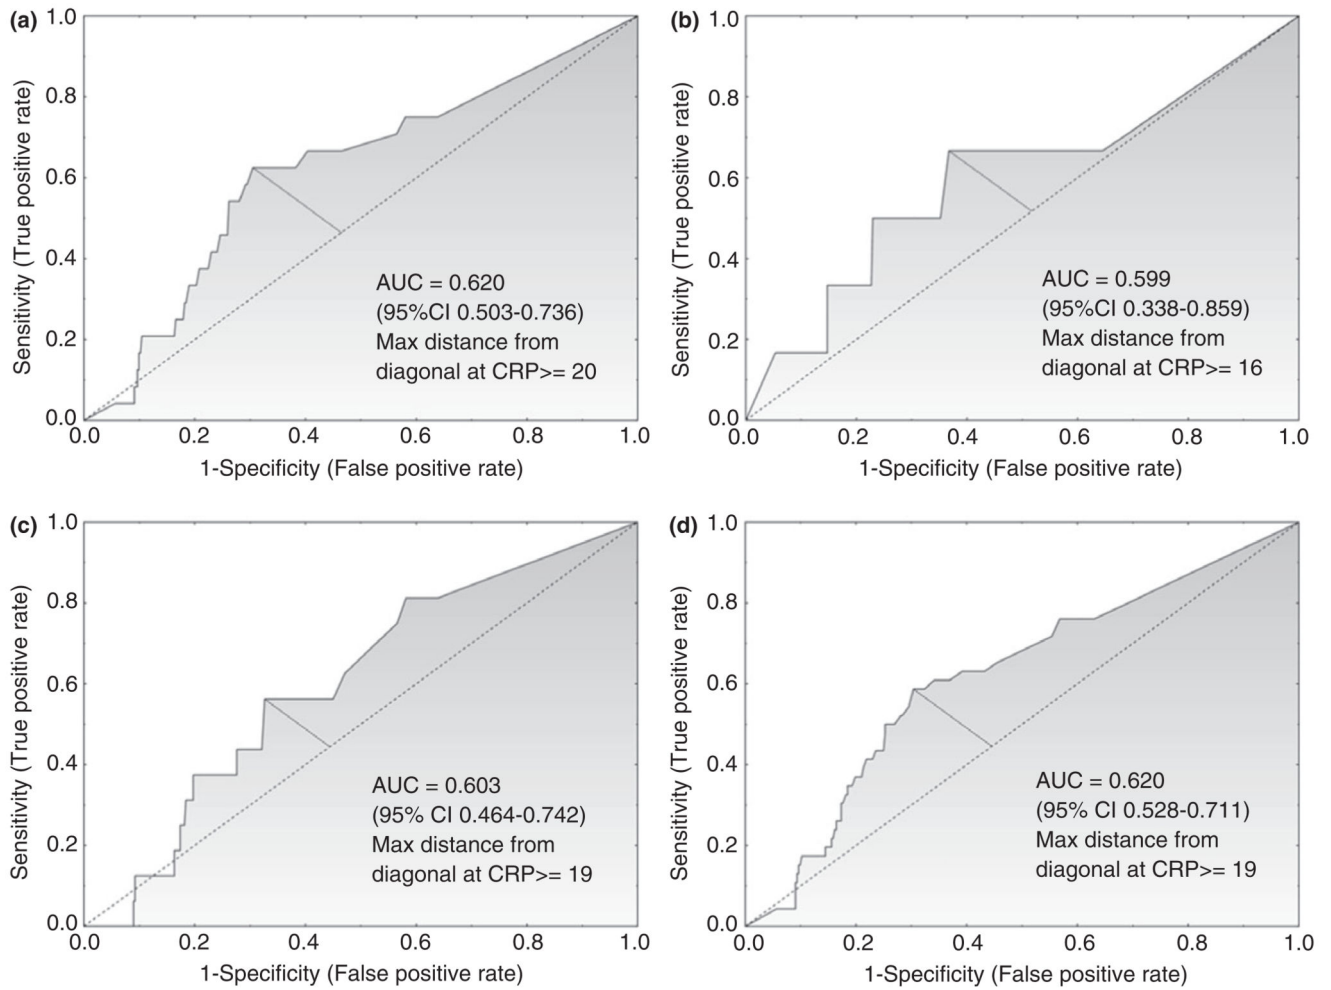 (a)
1.0
0.8
0.6
0.4
0.2
0.0
Sensitivity (True positive rate)
AUC = 0.620
(95%CI 0.503-0.736)
Max distance from
diagonal at CRP>= 20
0.0 0.2 0.4 0.6 0.8 1.0
1-Specificity (False positive rate)
(b)
1.0
0.8
0.6
0.4
0.2
0.0
Sensitivity (True positive rate)
AUC = 0.599
(95%CI 0.338-0.859)
Max distance from
diagonal at CRP>= 16
0.0 0.2 0.4 0.6 0.8 1.0
1-Specificity (False positive rate)
(c)
1.0
0.8
0.6
0.4
0.2
0.0
Sensitivity (True positive rate)
AUC = 0.603
(95% CI 0.464-0.742)
Max distance from
diagonal at CRP>= 19
0.0 0.2 0.4 0.6 0.8 1.0
1-Specificity (False positive rate)
(d)
1.0
0.8
0.6
0.4
0.2
0.0
Sensitivity (True positive rate)
AUC = 0.620
(95% CI 0.528-0.711)
Max distance from
diagonal at CRP>= 19
0.0 0.2 0.4 0.6 0.8 1.0
1-Specificity (False positive rate)